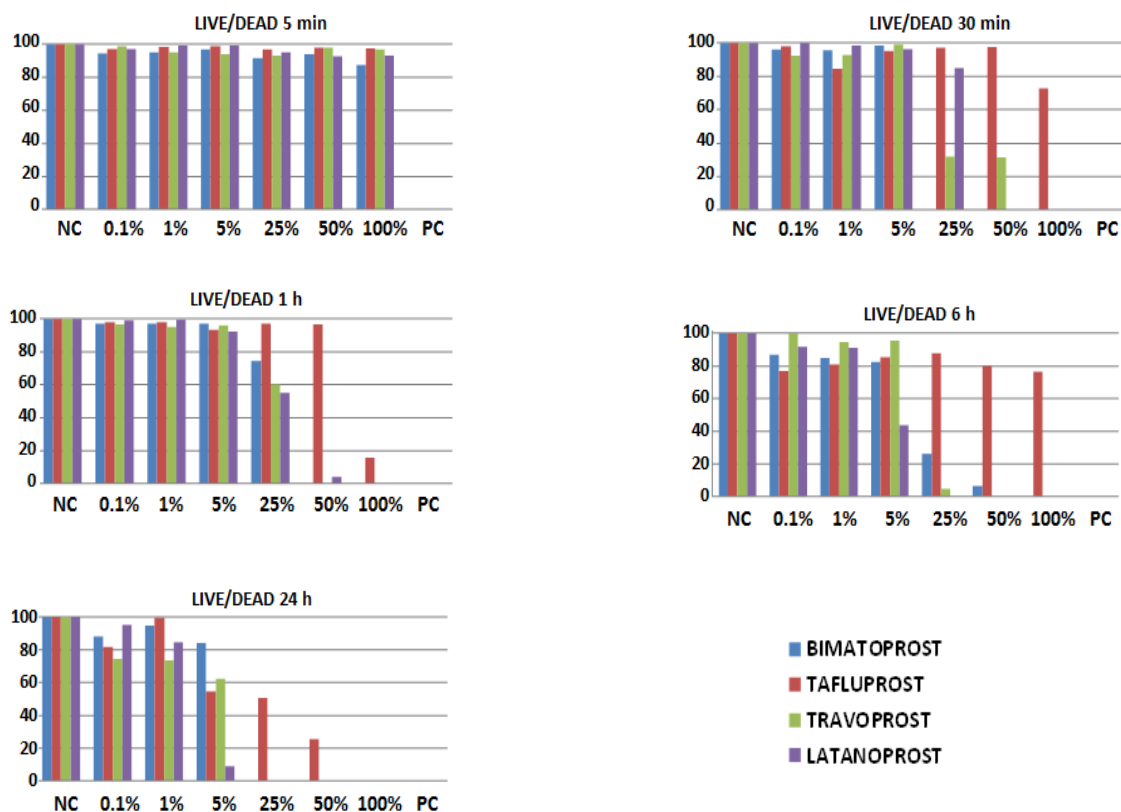 LIVE/DEAD 5 min
100
80
60
40
20
0
NC 0.1% 1% 5% 25% 50% 100% PC
LIVE/DEAD 30 min
100
80
60
40
20
0
NC 0.1% 1% 5% 25% 50% 100% PC
LIVE/DEAD 1 h
100
80
60
40
20
0
NC 0.1% 1% 5% 25% 50% 100% PC
LIVE/DEAD 6 h
100
80
60
40
20
0
NC 0.1% 1% 5% 25% 50% 100% PC
LIVE/DEAD 24 h
100
80
60
40
20
0
NC 0.1% 1% 5% 25% 50% 100% PC
BIMATOPROST
TAFLUPROST
TRAVOPROST
LATANOPROST